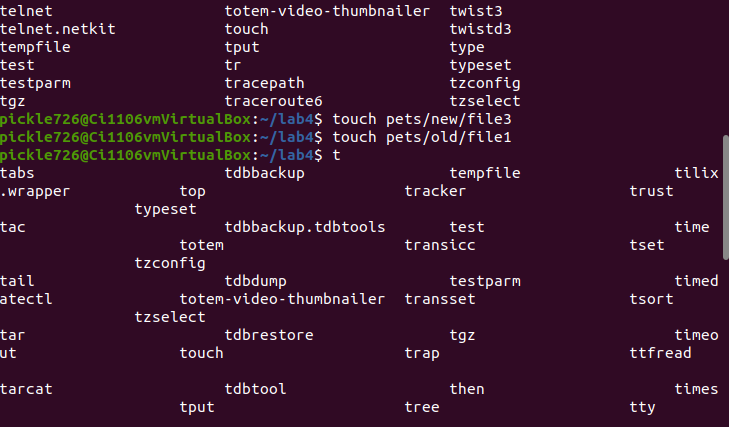 telnet                  totem-video-thumbnailer  twist3
telnet.netkit           touch                    twistd3
tempfile                tput                     type
test                    tr                       typeset
testparm                tracepath                tzconfig
tgz                     traceroute6              tzselect
pickle726@Ci1106vmVirtualBox:~/lab4$ touch pets/new/file3
pickle726@Ci1106vmVirtualBox:~/lab4$ touch pets/old/file1
pickle726@Ci1106vmVirtualBox:~/lab4$ t
tabs                     tdbbackup                tempfile                 tilix
.wrapper            top                      tracker                  trust
               typeset
tac                      tdbbackup.tdbtools       test                     time
                    totem                    transicc                 tset
               tzconfig
tail                     tdbdump                  testparm                 timed
atectl              totem-video-thumbnailer  transset                 tsort
               tzselect
tar                      tdbrestore               tgz                      timeo
ut                  touch                    trap                     ttfread
tarcat                   tdbtool                  then                     times
                    tput                     tree                     tty